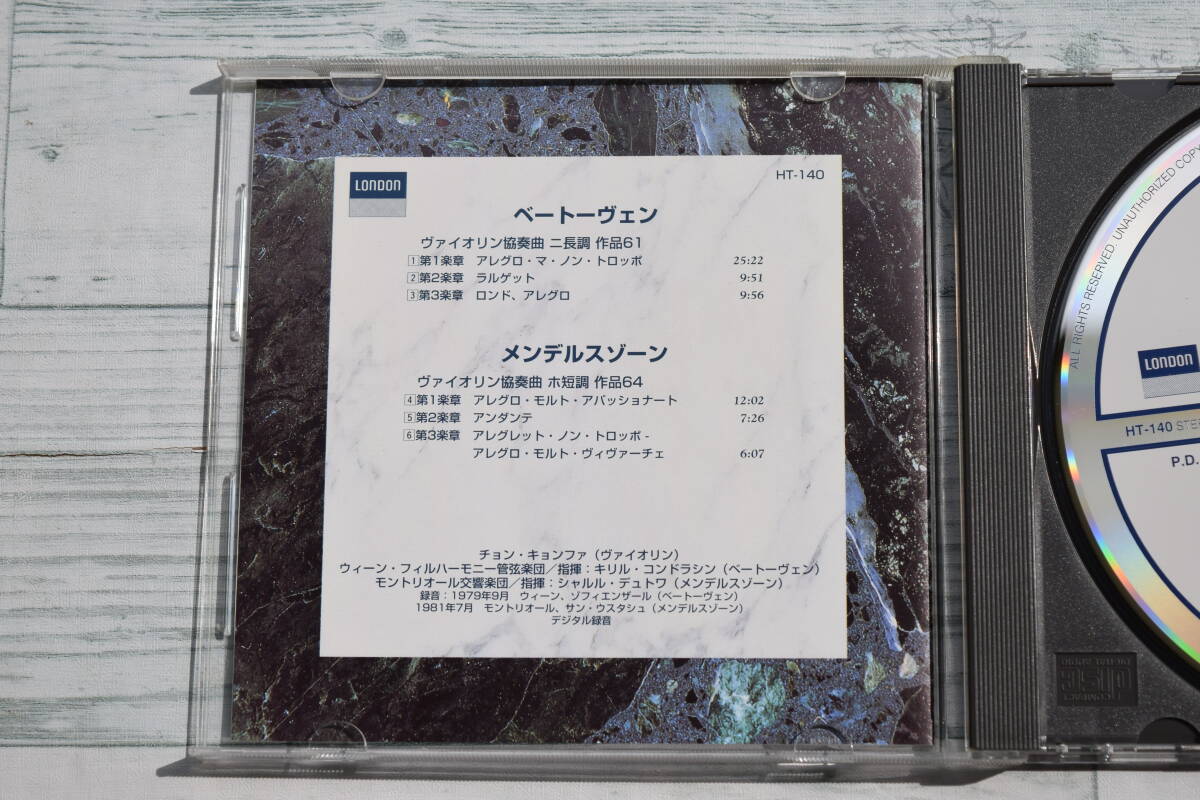 LONDON
HT-140
ベートーヴェン
ヴァイオリン協奏曲 ニ長調 作品61
1 第1楽章 アレグロ・マ・ノン・トロッポ 25:22
2 第2楽章 ラルゲット 9:51
3 第3楽章 ロンド、アレグロ 9:56
メンデルスゾーン
ヴァイオリン協奏曲 ホ短調 作品64
4 第1楽章 アレグロ・モルト・アパッショナート 12:02
5 第2楽章 アンダンテ 7:26
6 第3楽章 アレグレット・ノン・トロッポ -
アレグロ・モルト・ヴィヴァーチェ 6:07
チョン・キョンファ（ヴァイオリン）
ウィーン・フィルハーモニー管弦楽団／指揮：キリル・コンドラシン（ベートーヴェン）
モントリオール交響楽団／指揮：シャルル・デュトワ（メンデルスゾーン）
録音：1979年9月 ウィーン、ゾフィエンザール（ベートーヴェン）
1981年7月 モントリオール、サン・ウスタシュ（メンデルスゾーン）
デジタル録音
ALL RIGHTS RESERVED. UNAUTHORIZED COPY
LONDON
HT-140 STE
P.D.
COMPACT
disc
DIGITAL AUDIO